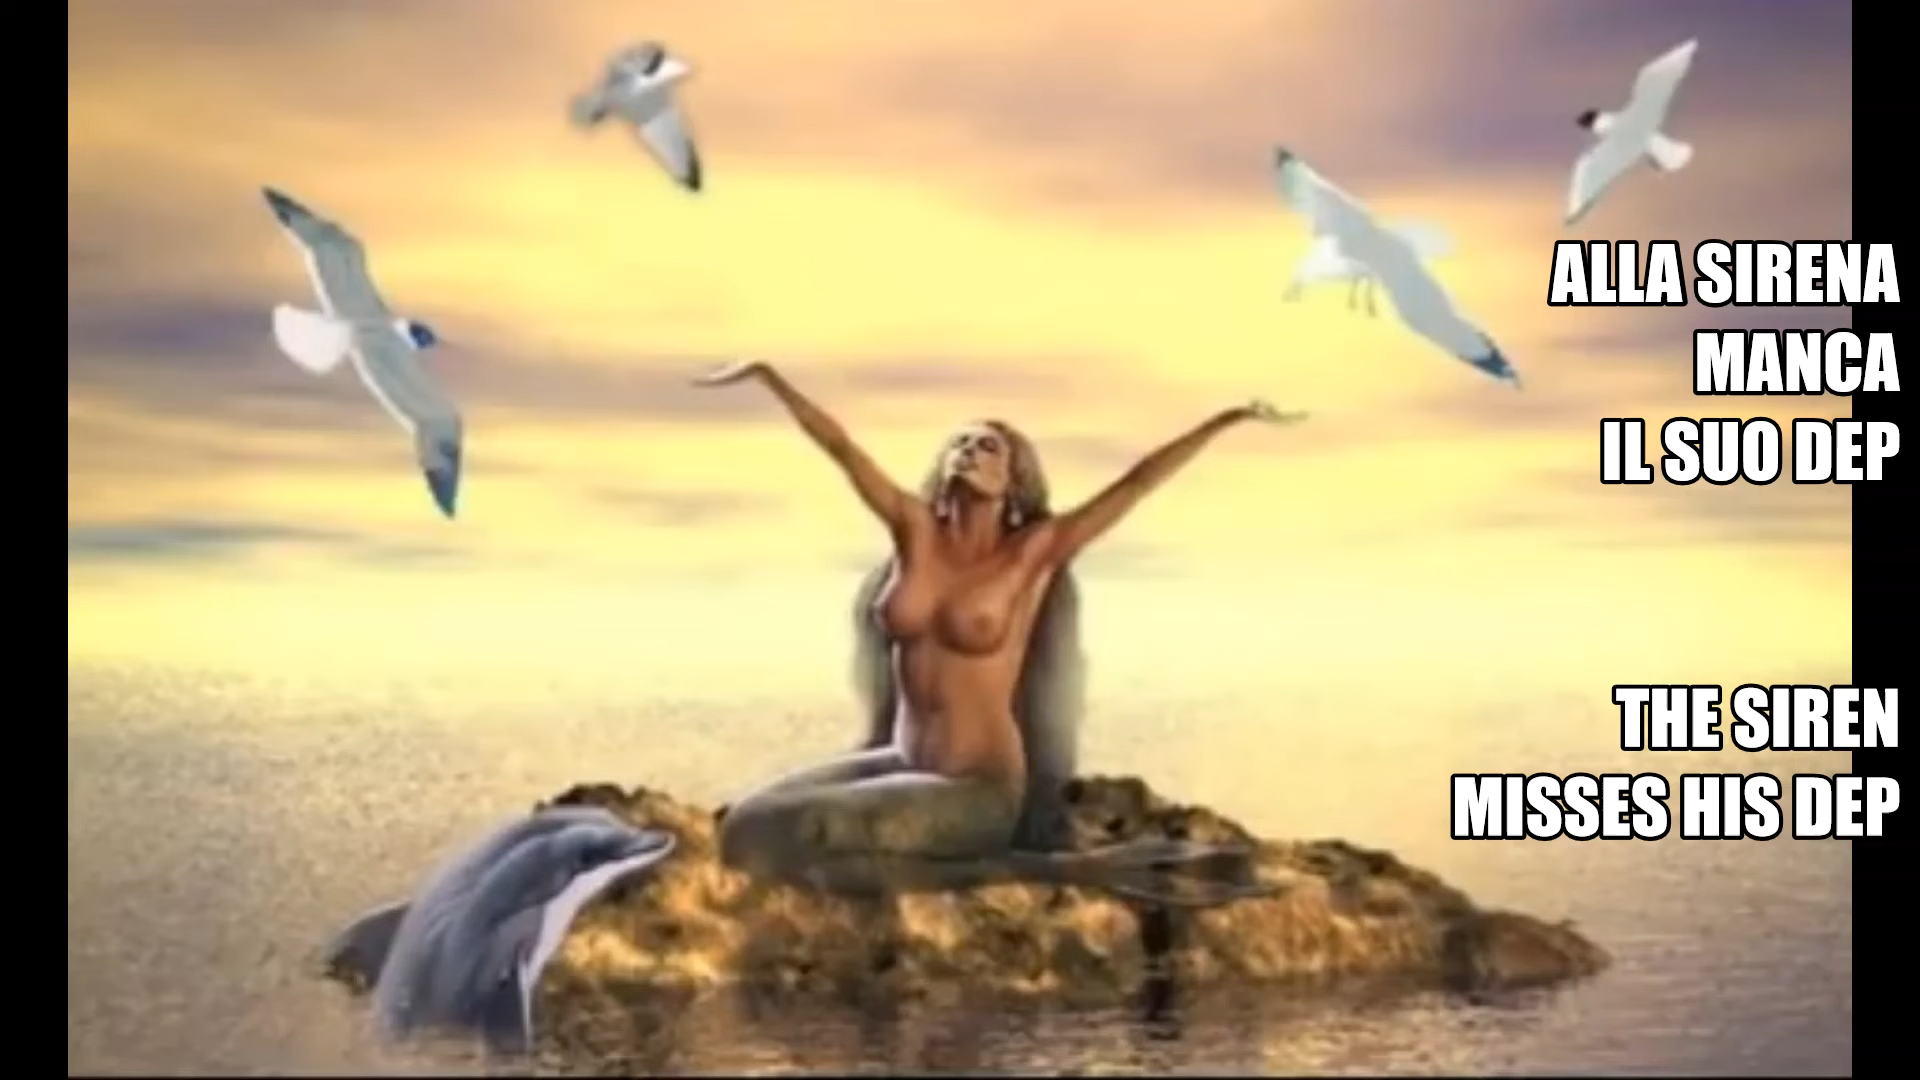 ALLA SIRENA
MANCA
IL SUO DEP
THE SIREN
MISSES HIS DEP